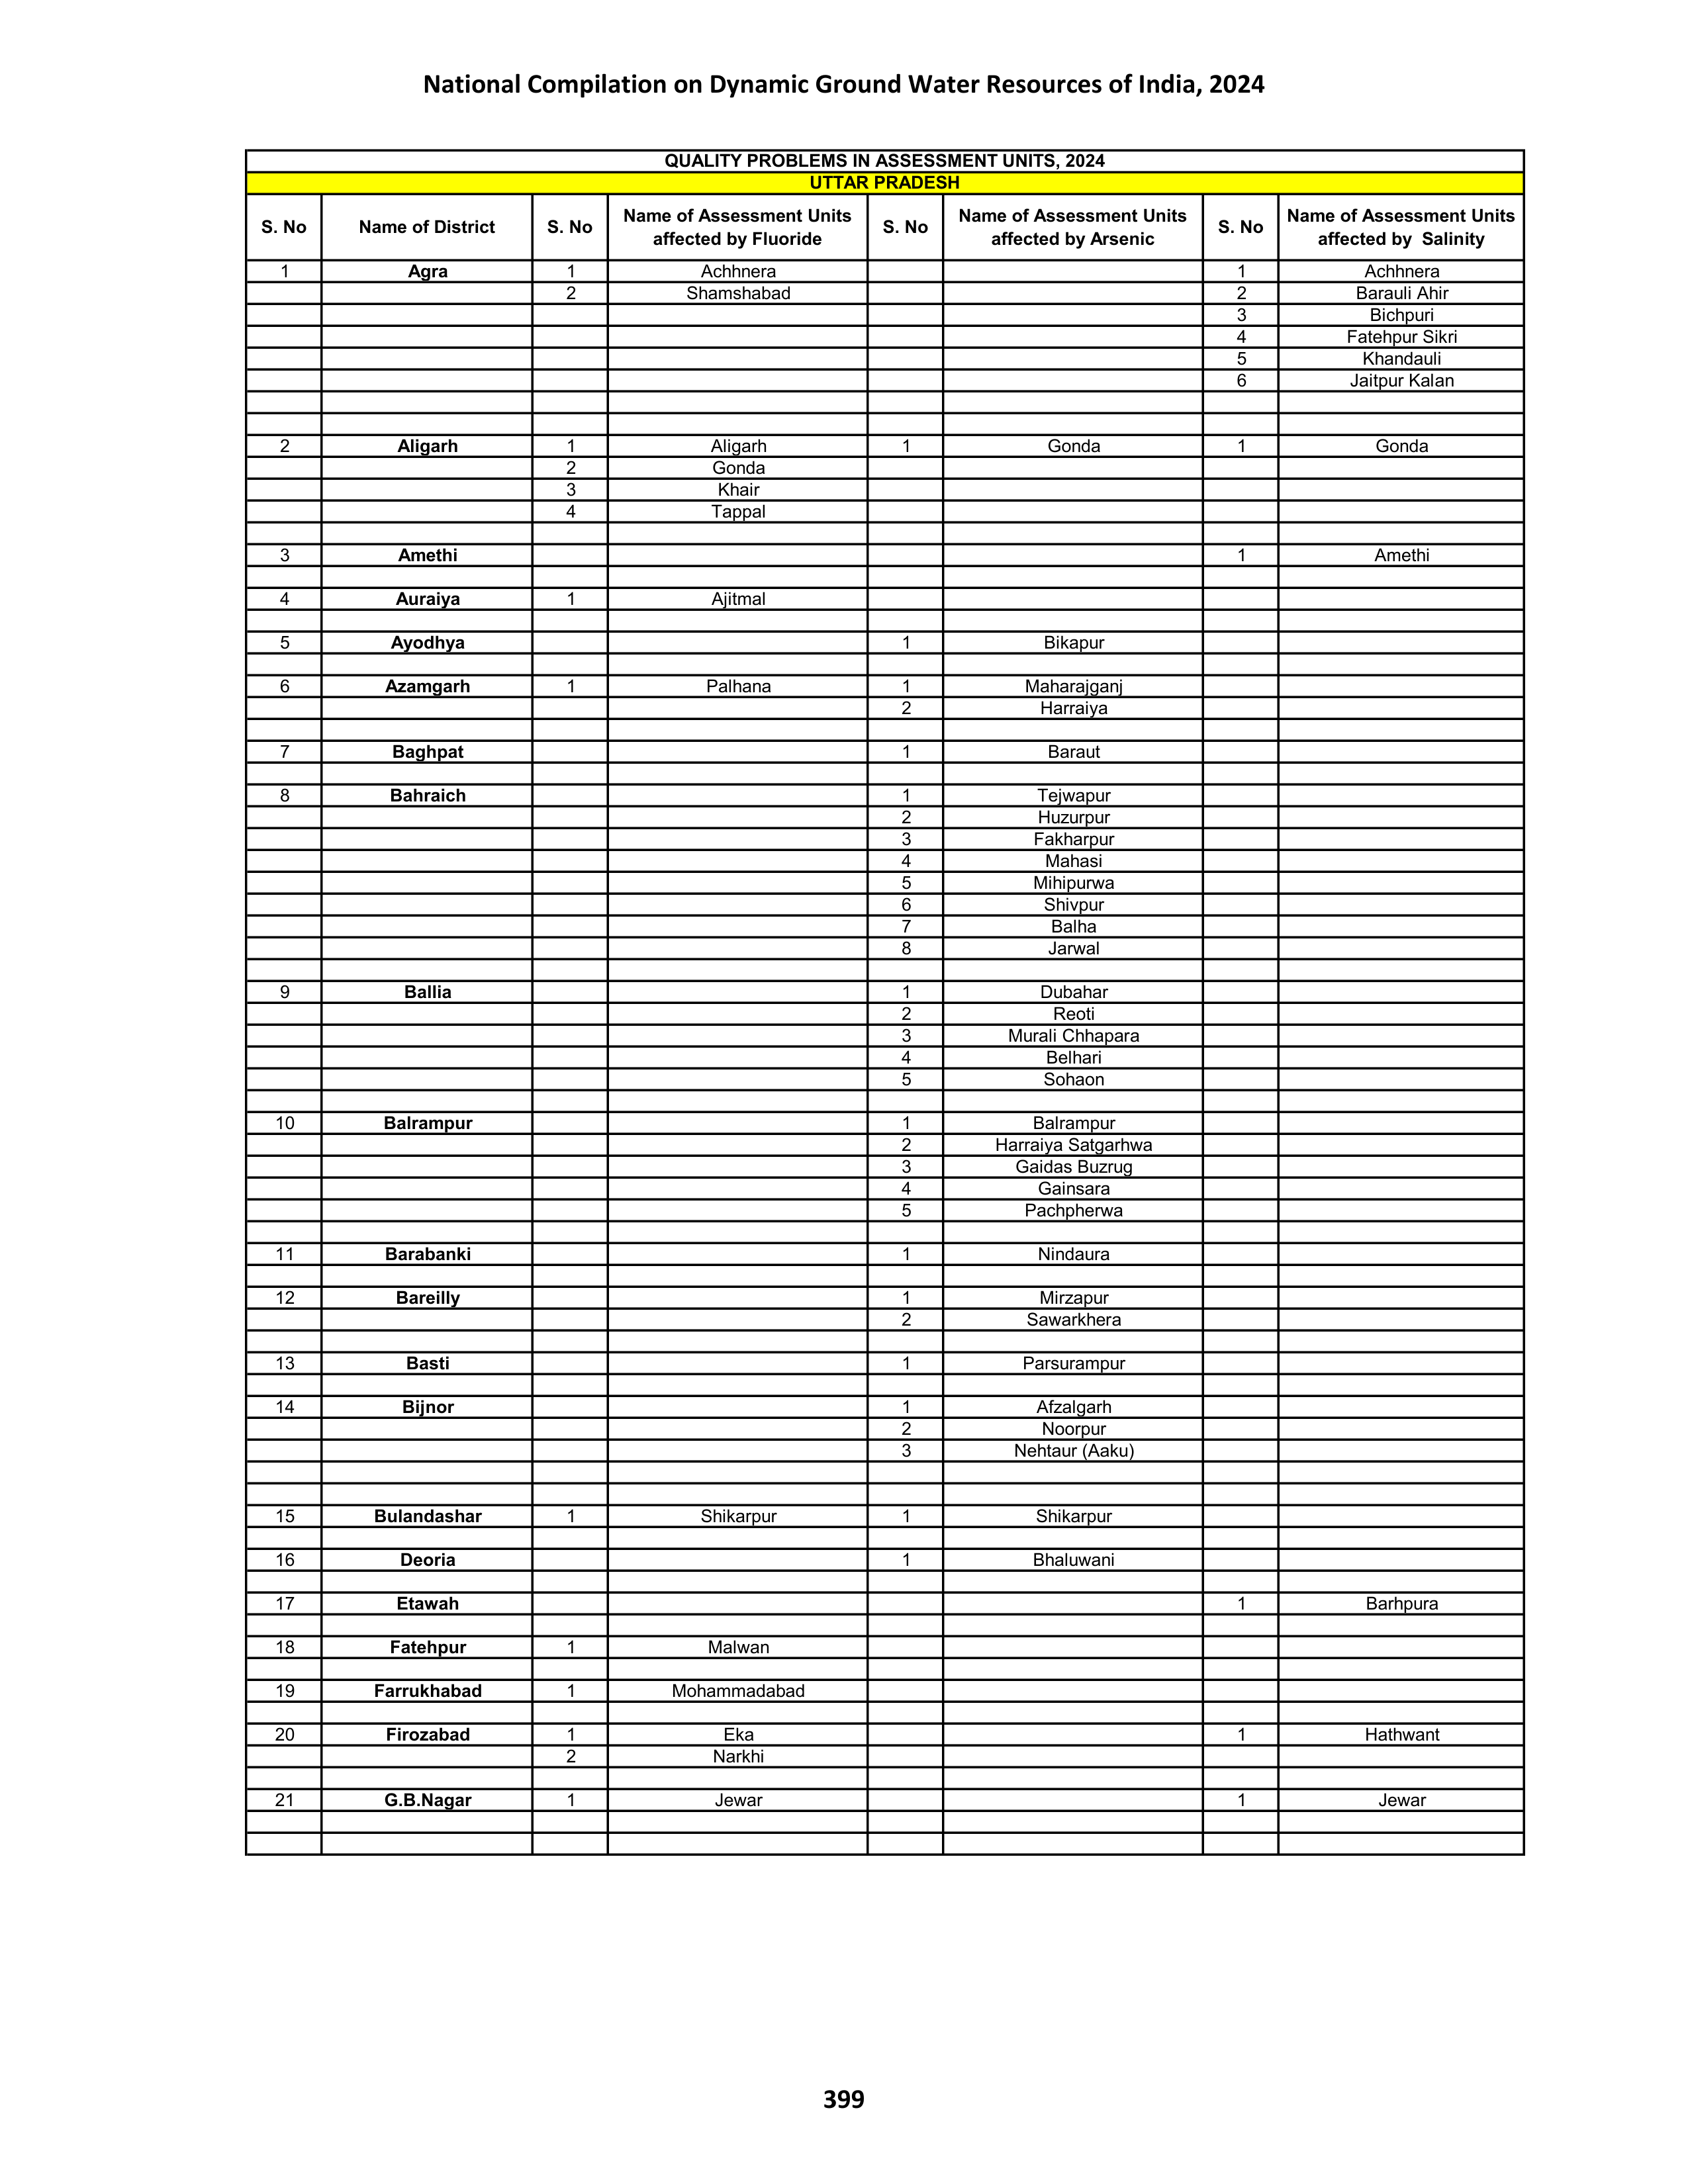 National Compilation on Dynamic Ground Water Resources of India, 2024
QUALITY PROBLEMS IN ASSESSMENT UNITS, 2024
UTTAR PRADESH
S. No Name of District S. No Name of Assessment Units affected by Fluoride S. No Name of Assessment Units affected by Arsenic S. No Name of Assessment Units affected by Salinity
1 Agra 1 Achhnera 1 Achhnera
2 Shamshabad 2 Barauli Ahir
3 Bichpuri
4 Fatehpur Sikri
5 Khandauli
6 Jaitpur Kalan
2 Aligarh 1 Aligarh 1 Gonda 1 Gonda
2 Gonda
3 Khair
4 Tappal
3 Amethi 1 Amethi
4 Auraiya 1 Ajitmal
5 Ayodhya 1 Bikapur
6 Azamgarh 1 Palhana 1 Maharajganj
2 Harraiya
7 Baghpat 1 Baraut
8 Bahraich 1 Tejwapur
2 Huzurpur
3 Fakharpur
4 Mahasi
5 Mihipurwa
6 Shivpur
7 Balha
8 Jarwal
9 Ballia 1 Dubahar
2 Reoti
3 Murali Chhapara
4 Belhari
5 Sohaon
10 Balrampur 1 Balrampur
2 Harraiya Satgarhwa
3 Gaidas Buzrug
4 Gainsara
5 Pachpherwa
11 Barabanki 1 Nindaura
12 Bareilly 1 Mirzapur
2 Sawarkhera
13 Basti 1 Parsurampur
14 Bijnor 1 Afzalgarh
2 Noorpur
3 Nehtaur (Aaku)
15 Bulandashar 1 Shikarpur 1 Shikarpur
16 Deoria 1 Bhaluwani
17 Etawah 1 Barhpura
18 Fatehpur 1 Malwan
19 Farrukhabad 1 Mohammadabad
20 Firozabad 1 Eka 1 Hathwant
2 Narkhi
21 G.B.Nagar 1 Jewar 1 Jewar
399